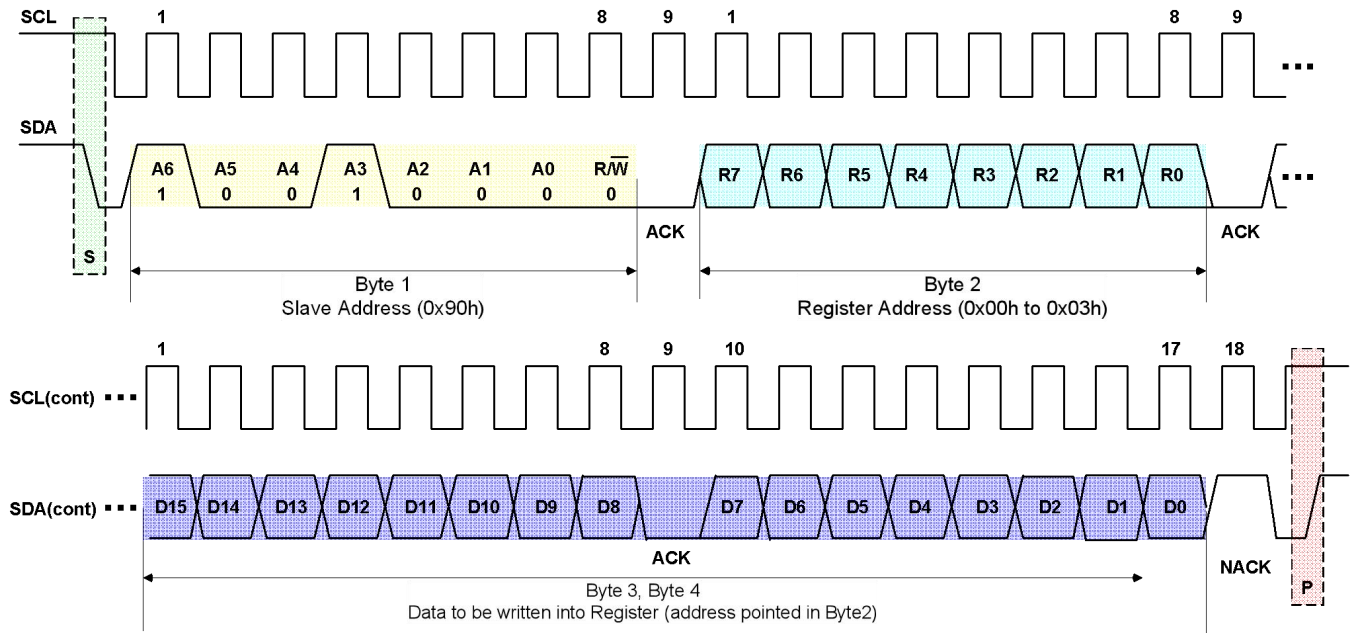 SCL 1 8 9 1 8 9
SDA
A6 A5 A4 A3 A2 A1 A0 R/W R7 R6 R5 R4 R3 R2 R1 R0
1 0 0 1 0 0 0 0
ACK ACK
S
Byte 1 Byte 2
Slave Address (0x90h) Register Address (0x00h to 0x03h)
1 8 9 10 17 18
SCL(cont)
SDA(cont) D15 D14 D13 D12 D11 D10 D9 D8 D7 D6 D5 D4 D3 D2 D1 D0
ACK NACK
Byte 3, Byte 4 P
Data to be written into Register (address pointed in Byte2)